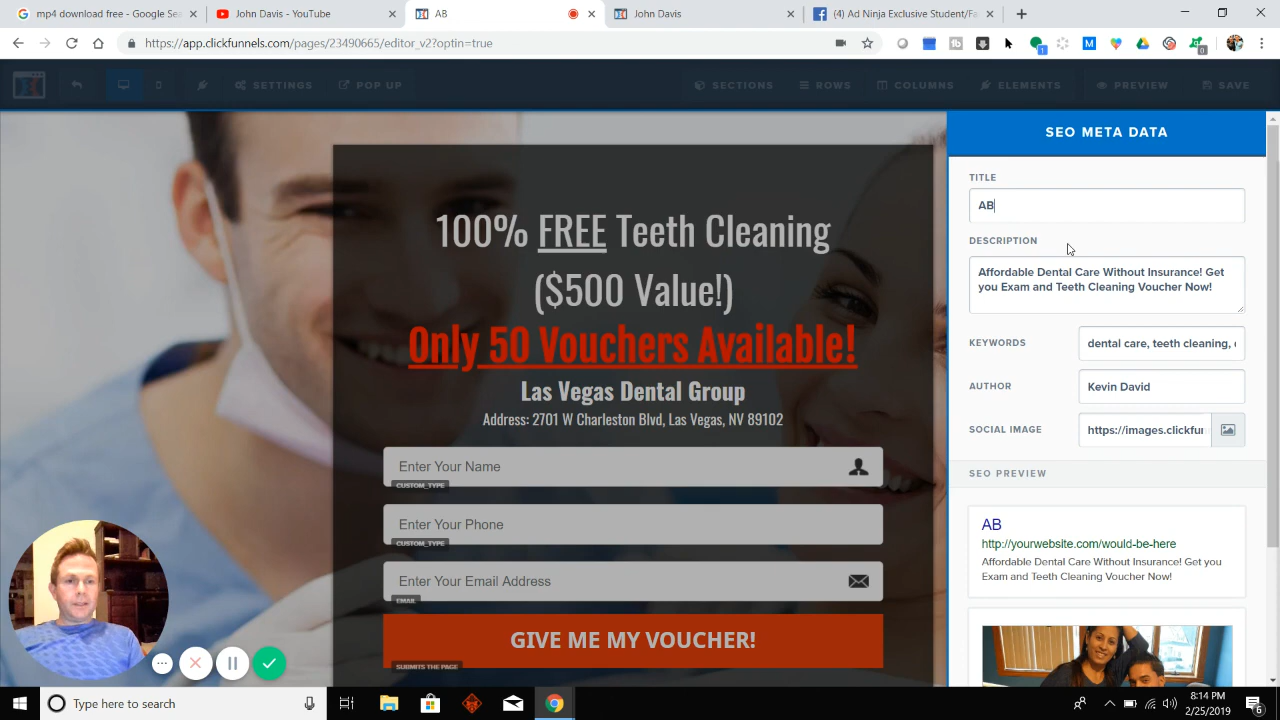 mp4 download free - Google Sea
John Davis - YouTube
AB
John Davis
(4) Ad Ninja Exclusive Student/Fa
https://app.clickfunnels.com/pages/23490665/editor_v2?optin=true
SETTINGS
POP UP
SECTIONS
ROWS
COLUMNS
ELEMENTS
PREVIEW
SAVE
100% FREE Teeth Cleaning
($500 Value!)
Only 50 Vouchers Available!
Las Vegas Dental Group
Address: 2701 W Charleston Blvd, Las Vegas, NV 89102
Enter Your Name
CUSTOM_TYPE
Enter Your Phone
CUSTOM_TYPE
Enter Your Email Address
EMAIL
GIVE ME MY VOUCHER!
SUBMITS THE PAGE
SEO META DATA
TITLE
AB
DESCRIPTION
Affordable Dental Care Without Insurance! Get
you Exam and Teeth Cleaning Voucher Now!
KEYWORDS
dental care, teeth cleaning,
AUTHOR
Kevin David
SOCIAL IMAGE
https://images.clickfur
SEO PREVIEW
AB
http://yourwebsite.com/would-be-here
Affordable Dental Care Without Insurance! Get you
Exam and Teeth Cleaning Voucher Now!
Type here to search
8:14 PM
2/25/2019
6